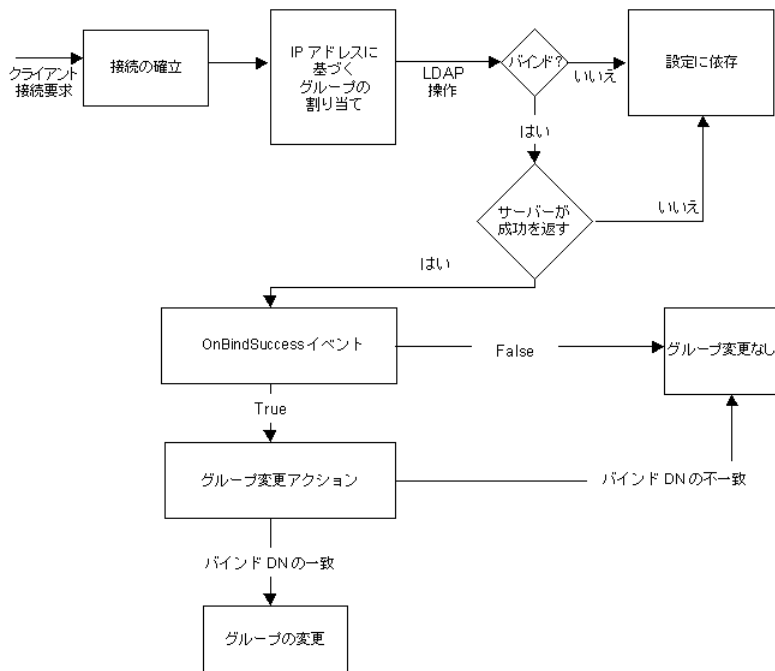 クライアント
接続要求
接続の確立
IP アドレスに
基づく
グループの
割り当て
LDAP
操作
バインド?
いいえ
設定に依存
はい
サーバーが
成功を返す
いいえ
はい
OnBindSuccessイベント
False
グループ変更なし
True
グループ変更アクション
バインド DN の不一致
バインド DN の一致
グループの変更